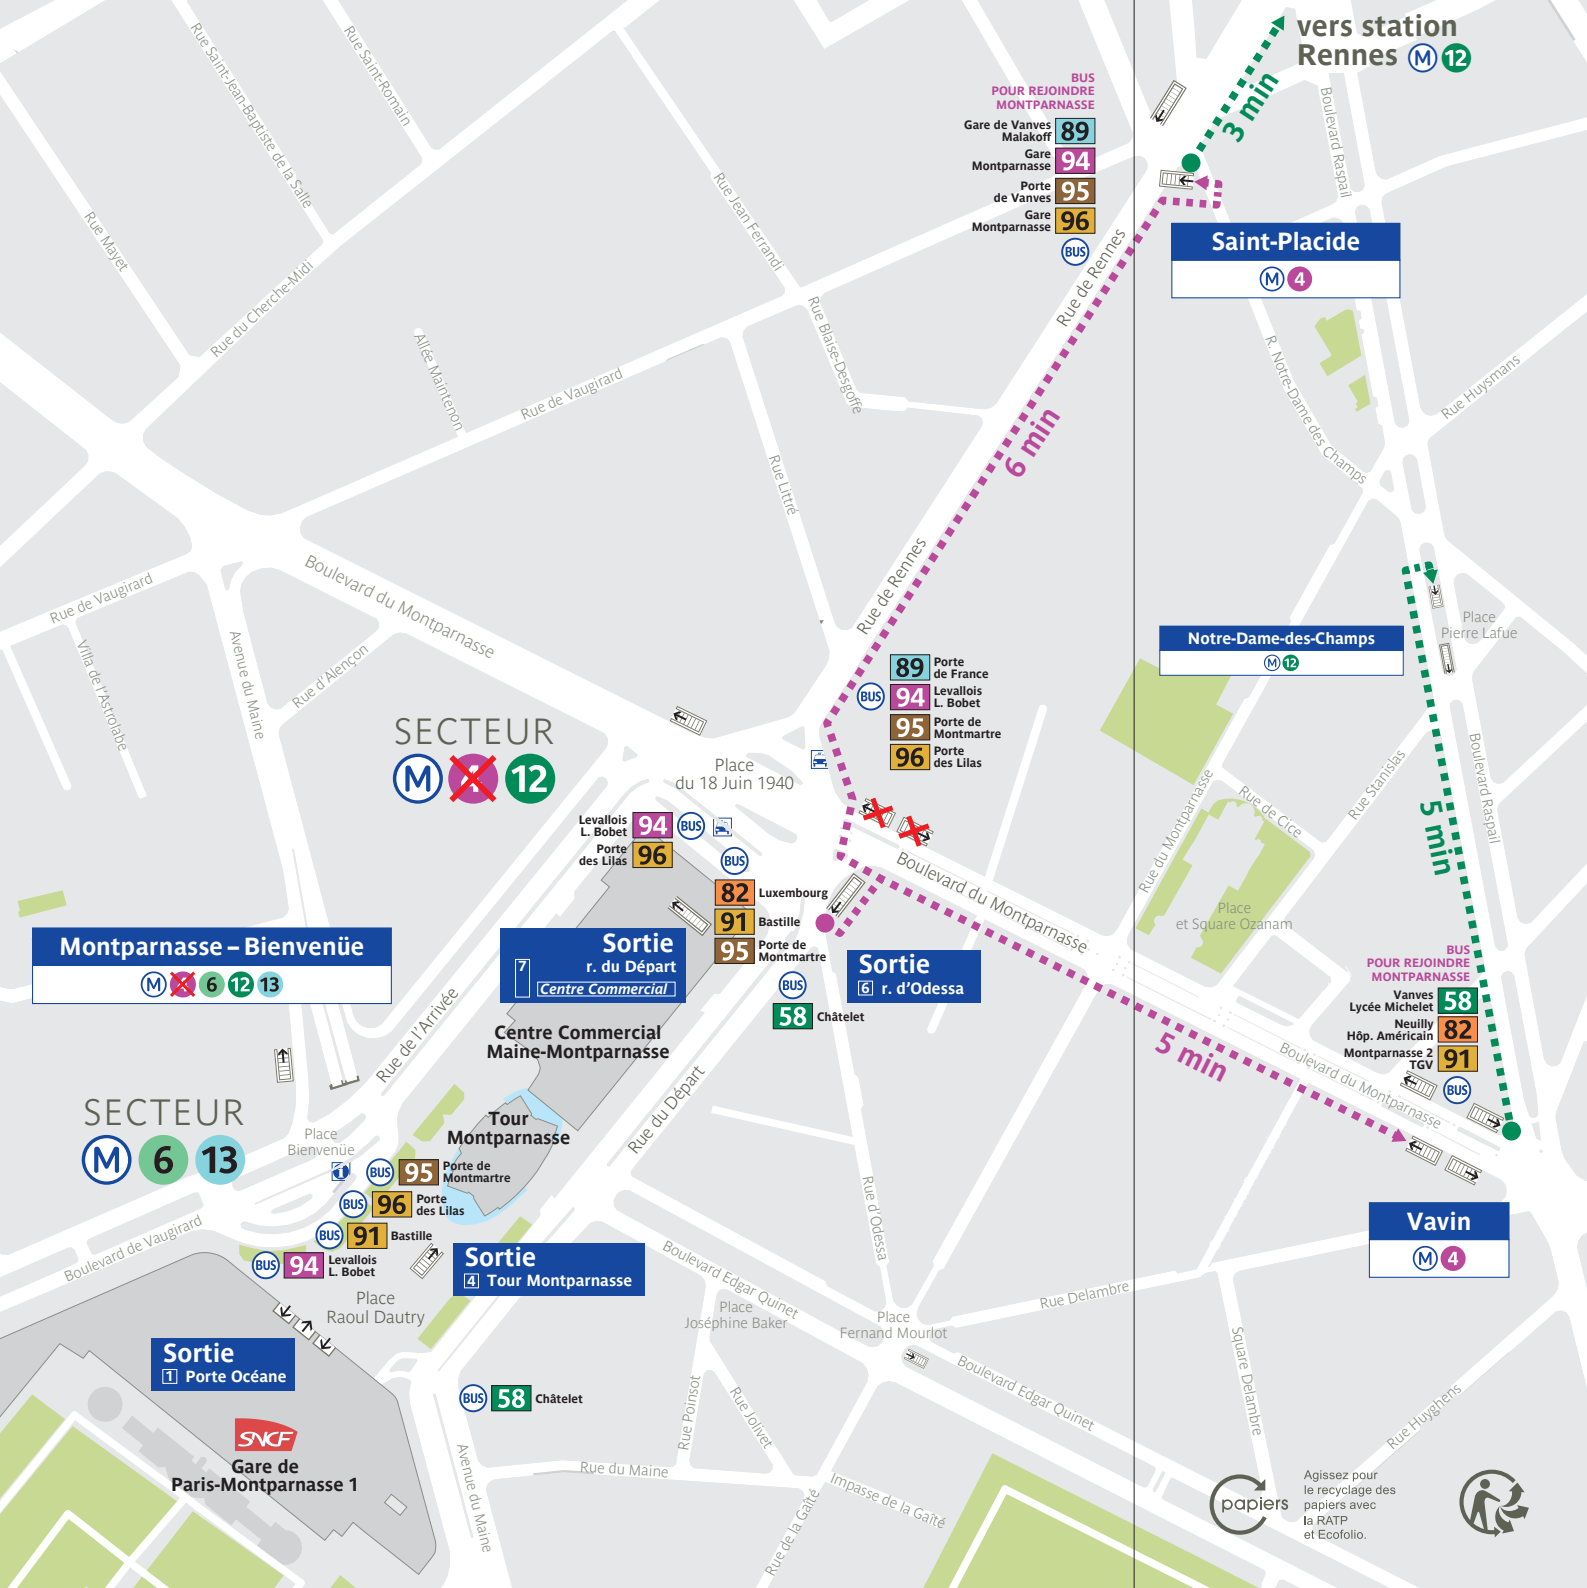 vers station
Rennes M 12
3 min
BUS
POUR REJOINDRE
MONTPARNASSE
Gare de Vanves
Malakoff 89
Gare
Montparnasse 94
Porte
de Vanves 95
Gare
Montparnasse 96
BUS
Saint-Placide
M 4
Rue Saint-Jean-Baptiste de la Salle
Rue Saint-Romain
Rue Mayet
Rue du Cherche-Midi
Rue Jean Ferrandi
Rue Blaise-Desgoffe
Allée Maintenon
Rue de Vaugirard
Rue Littré
Rue de Rennes
6 min
Rue de Rennes
Boulevard Raspail
R. Notre-Dame des Champs
Rue Huysmans
Boulevard du Montparnasse
Rue de Vaugirard
Villa de l'Astrolabe
Avenue du Maine
Rue d'Alençon
Place
Pierre Lafue
Notre-Dame-des-Champs
M 12
SECTEUR
M 4 12
89 Porte
de France
BUS 94 Levallois
L. Bobet
95 Porte de
Montmartre
96 Porte
des Lilas
Place
du 18 Juin 1940
Levallois
L. Bobet 94 BUS
Porte
des Lilas 96
BUS
82 Luxembourg
91 Bastille
95 Porte de
Montmartre
BUS
58 Châtelet
Boulevard du Montparnasse
Rue du Montparnasse
Rue de Cice
Rue Stanislas
Boulevard Raspail
5 min
Place
et Square Ozanam
Montparnasse – Bienvenüe
M 4 6 12 13
Sortie
7 r. du Départ
Centre Commercial
Sortie
6 r. d'Odessa
Centre Commercial
Maine-Montparnasse
Rue de l'Arrivée
Rue du Départ
5 min
BUS
POUR REJOINDRE
MONTPARNASSE
Vanves
Lycée Michelet 58
Neuilly
Hôp. Américain 82
Montparnasse 2
TGV 91
BUS
Boulevard du Montparnasse
SECTEUR
M 6 13
Place
Bienvenüe
Tour
Montparnasse
BUS 95 Porte de
Montmartre
BUS 96 Porte
des Lilas
BUS 91 Bastille
BUS 94 Levallois
L. Bobet
Boulevard de Vaugirard
Sortie
4 Tour Montparnasse
Place
Raoul Dautry
Sortie
1 Porte Océane
SNCF
Gare de
Paris-Montparnasse 1
BUS 58 Châtelet
Avenue du Maine
Boulevard Edgar Quinet
Place
Joséphine Baker
Rue d'Odessa
Place
Fernand Mourlot
Rue Delambre
Vavin
M 4
Boulevard Edgar Quinet
Square Delambre
Rue Huyghens
Rue Poinsot
Rue Jolivet
Rue du Maine
Impasse de la Gaîté
Rue de la Gaîté
papiers
Agissez pour
le recyclage des
papiers avec
la RATP
et Ecofolio.